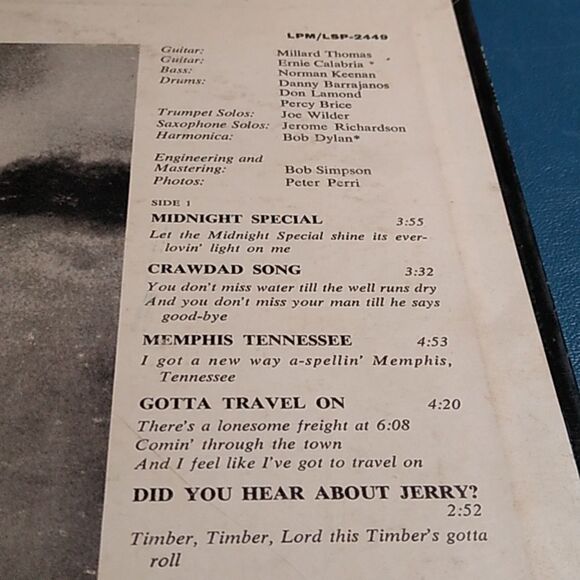 LPM/LSP-2449
Guitar: Millard Thomas
Guitar: Ernie Calabria *
Bass: Norman Keenan
Drums: Danny Barrajanos
Don Lamond
Percy Brice
Trumpet Solos: Joe Wilder
Saxophone Solos: Jerome Richardson
Harmonica: Bob Dylan*
Engineering and
Mastering: Bob Simpson
Photos: Peter Perri
SIDE 1
MIDNIGHT SPECIAL 3:55
Let the Midnight Special shine its ever-
lovin' light on me
CRAWDAD SONG 3:32
You don't miss water till the well runs dry
And you don't miss your man till he says
good-bye
MEMPHIS TENNESSEE 4:53
I got a new way a-spellin' Memphis,
Tennessee
GOTTA TRAVEL ON 4:20
There's a lonesome freight at 6:08
Comin' through the town
And I feel like I've got to travel on
DID YOU HEAR ABOUT JERRY?
2:52
Timber, Timber, Lord this Timber's gotta
roll